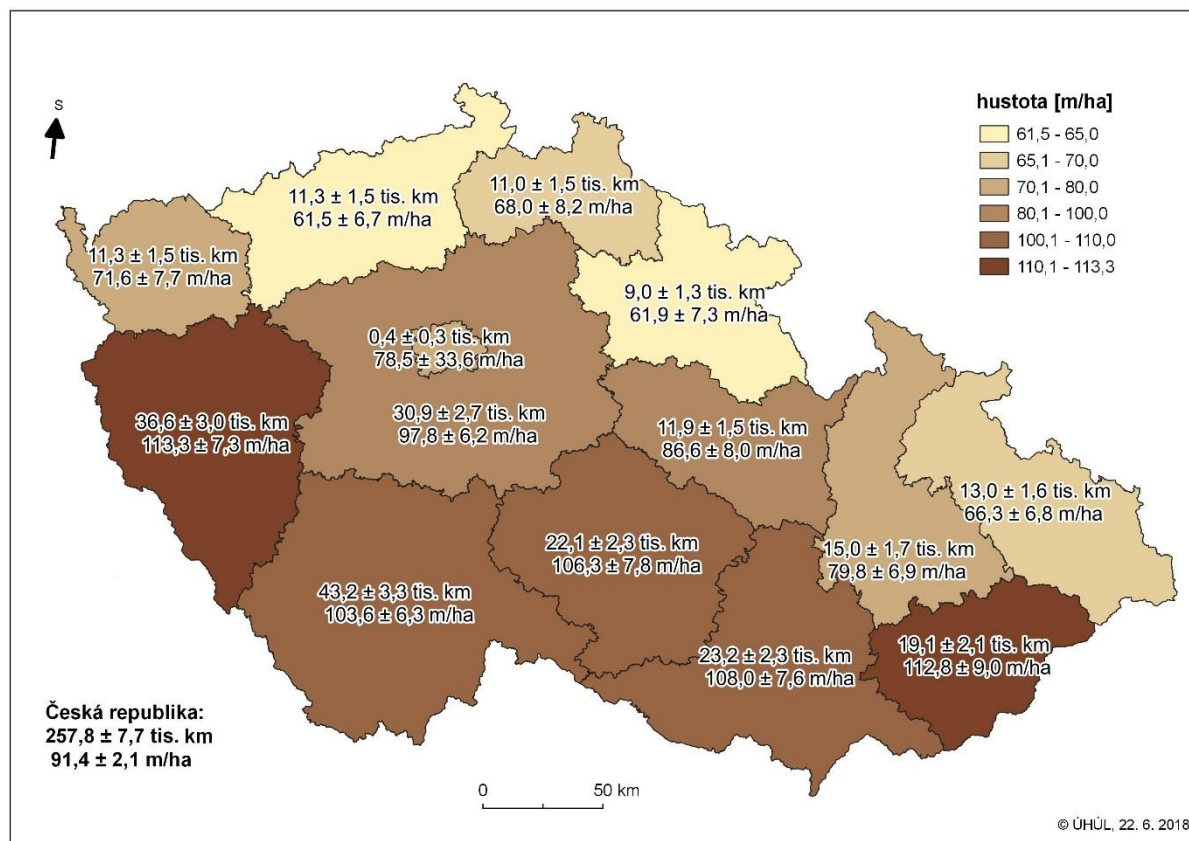 S
hustota [m/ha]
61,5 - 65,0
65,1 - 70,0
70,1 - 80,0
80,1 - 100,0
100,1 - 110,0
110,1 - 113,3
11,3 ± 1,5 tis. km
61,5 ± 6,7 m/ha
11,0 ± 1,5 tis. km
68,0 ± 8,2 m/ha
11,3 ± 1,5 tis. km
71,6 ± 7,7 m/ha
9,0 ± 1,3 tis. km
61,9 ± 7,3 m/ha
0,4 ± 0,3 tis. km
78,5 ± 33,6 m/ha
36,6 ± 3,0 tis. km
113,3 ± 7,3 m/ha
30,9 ± 2,7 tis. km
97,8 ± 6,2 m/ha
11,9 ± 1,5 tis. km
86,6 ± 8,0 m/ha
13,0 ± 1,6 tis. km
66,3 ± 6,8 m/ha
22,1 ± 2,3 tis. km
106,3 ± 7,8 m/ha
15,0 ± 1,7 tis. km
79,8 ± 6,9 m/ha
43,2 ± 3,3 tis. km
103,6 ± 6,3 m/ha
23,2 ± 2,3 tis. km
108,0 ± 7,6 m/ha
19,1 ± 2,1 tis. km
112,8 ± 9,0 m/ha
Česká republika:
257,8 ± 7,7 tis. km
91,4 ± 2,1 m/ha
0 50 km
© ÚHÚL, 22. 6. 2018